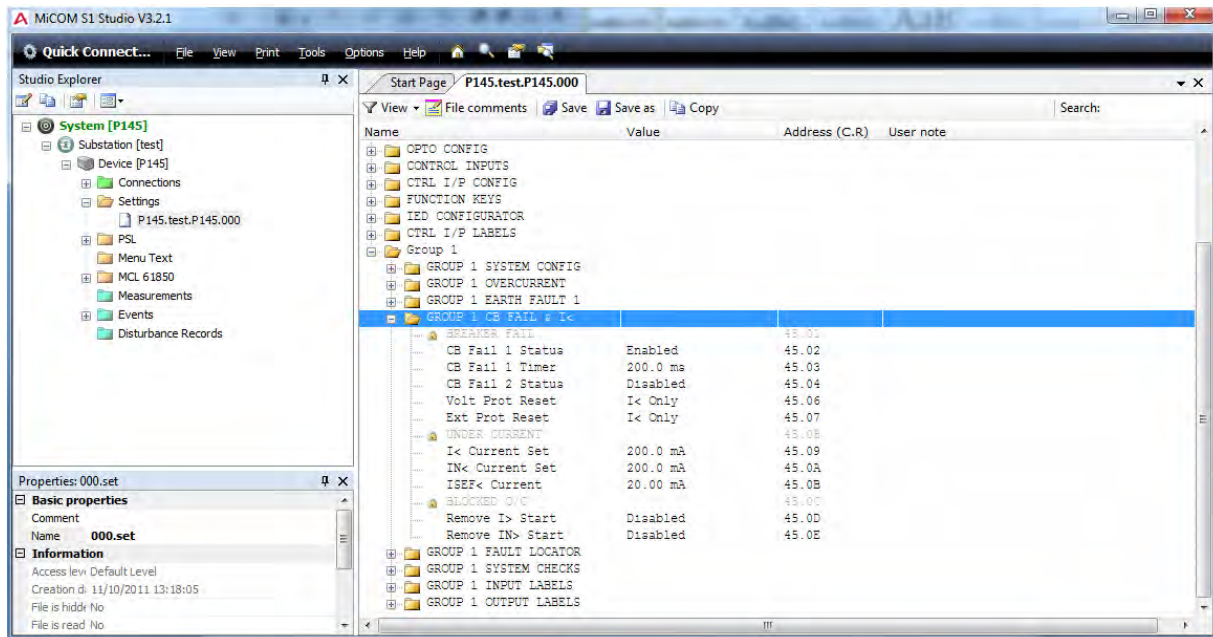 MiCOM S1 Studio V3.2.1
Quick Connect... File View Print Tools Options Help
Studio Explorer
System [P145]
Substation [test]
Device [P145]
Connections
Settings
P145.test.P145.000
PSL
Menu Text
MCL 61850
Measurements
Events
Disturbance Records
Properties: 000.set
Basic properties
Comment
Name 000.set
Information
Access leve Default Level
Creation d: 11/10/2011 13:18:05
File is hidde No
File is read No
Start Page P145.test.P145.000
View File comments Save Save as Copy Search:
Name Value Address (C.R) User note
OPTO CONFIG
CONTROL INPUTS
CTRL I/P CONFIG
FUNCTION KEYS
IED CONFIGURATOR
CTRL I/P LABELS
Group 1
GROUP 1 SYSTEM CONFIG
GROUP 1 OVERCURRENT
GROUP 1 EARTH FAULT 1
GROUP 1 CB FAIL & I<
BREAKER FAIL 45.01
CB Fail 1 Status Enabled 45.02
CB Fail 1 Timer 200.0 ms 45.03
CB Fail 2 Status Disabled 45.04
Volt Prot Reset I< Only 45.06
Ext Prot Reset I< Only 45.07
UNDER CURRENT 45.08
I< Current Set 200.0 mA 45.09
IN< Current Set 200.0 mA 45.0A
ISEF< Current 20.00 mA 45.0B
BLOCKED O/C 45.0C
Remove I> Start Disabled 45.0D
Remove IN> Start Disabled 45.0E
GROUP 1 FAULT LOCATOR
GROUP 1 SYSTEM CHECKS
GROUP 1 INPUT LABELS
GROUP 1 OUTPUT LABELS